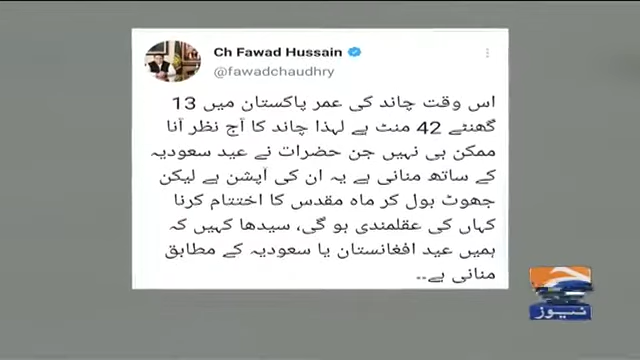 Ch Fawad Hussain
@fawadchaudhry
اس وقت چاند کی عمر پاکستان میں 13
گھنٹے 42 منٹ ہے لہذا چاند کا آج نظر آنا
ممکن ہی نہیں جن حضرات نے عید سعودیہ
کے ساتھ منانی ہے یہ ان کی آپشن ہے لیکن
جھوٹ بول کر ماہ مقدس کا اختتام کرنا
کہاں کی عقلمندی ہو گی، سیدھا کہیں کہ
ہمیں عید افغانستان یا سعودیہ کے مطابق
منانی ہے..
نیوز